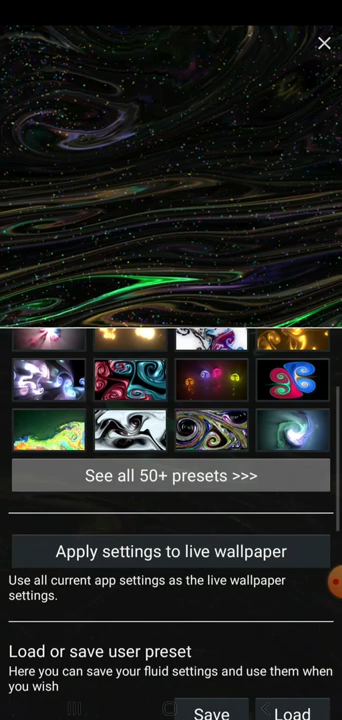 See all 50+ presets >>>
Apply settings to live wallpaper
Use all current app settings as the live wallpaper
settings.
Load or save user preset
Here you can save your fluid settings and use them when
you wish
Save
Load